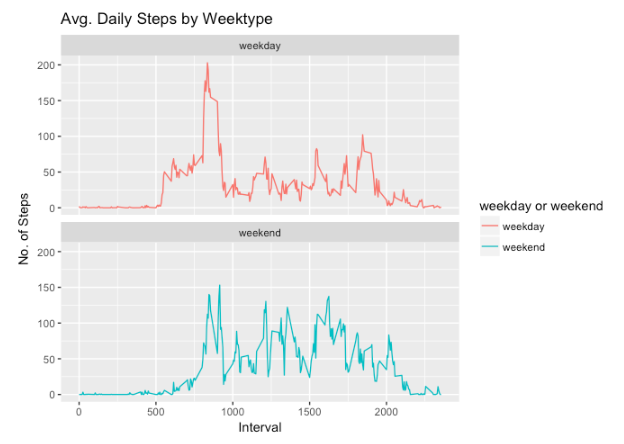 Avg. Daily Steps by Weektype
weekday
200
150
100
50
0
weekend
200
150
100
50
0
0 500 1000 1500 2000
Interval
No. of Steps
weekday or weekend
weekday
weekend